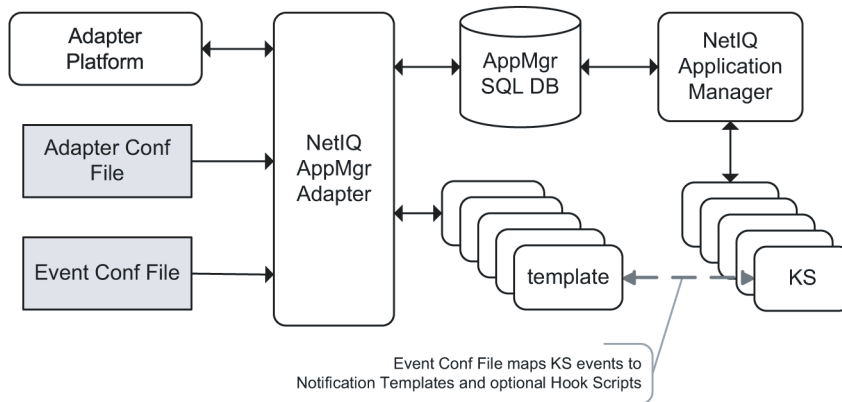 Adapter
Platform
Adapter Conf
File
Event Conf File
NetIQ
AppMgr
Adapter
AppMgr
SQL DB
NetIQ
Application
Manager
template
KS
Event Conf File maps KS events to
Notification Templates and optional Hook Scripts